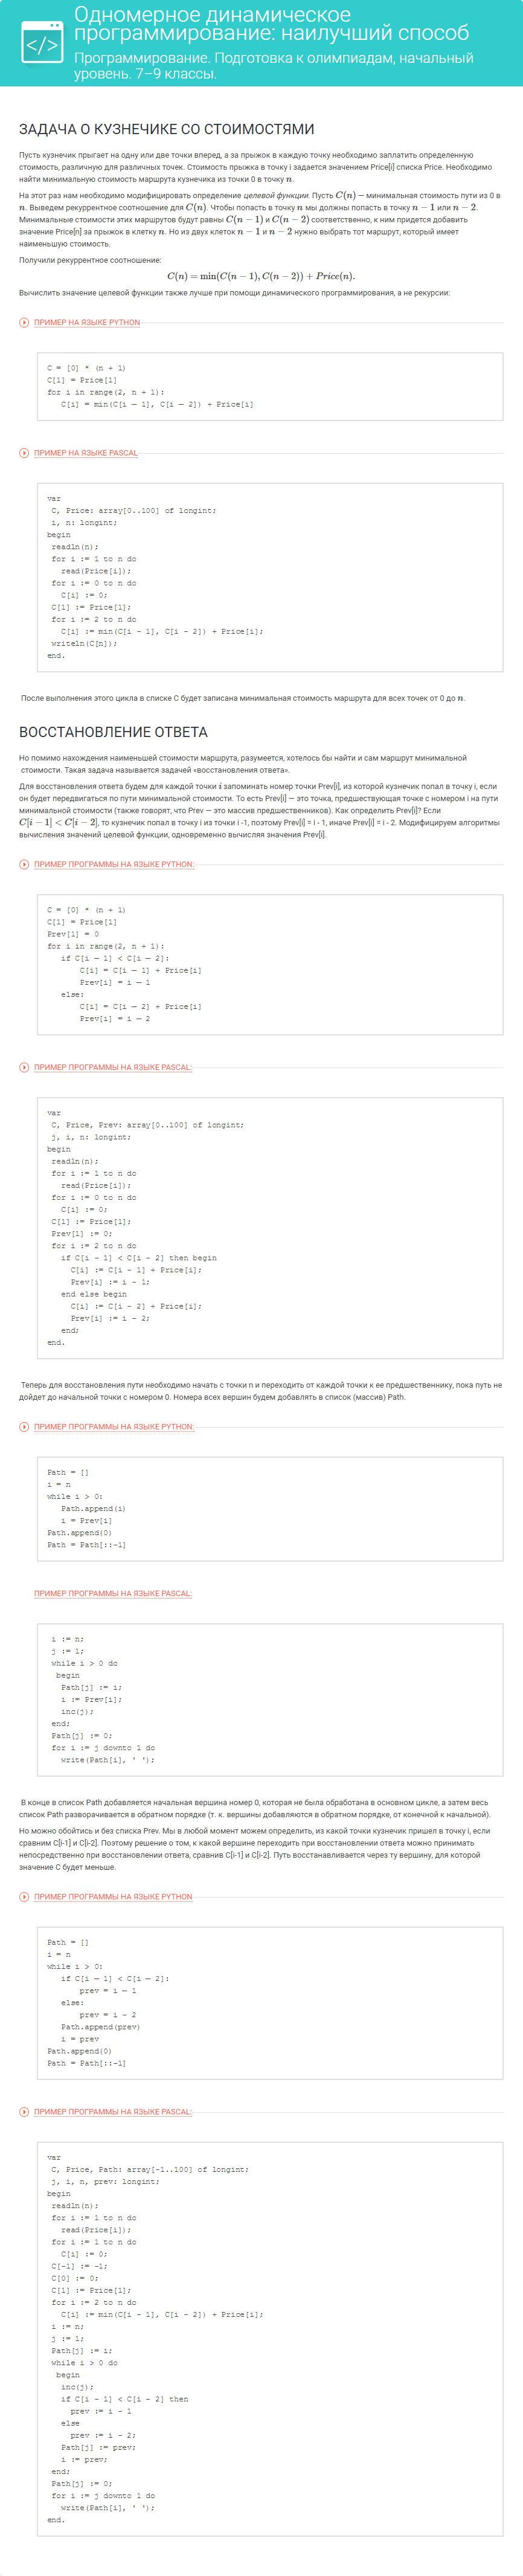 </>
Одномерное динамическое
программирование: наилучший способ
Программирование. Подготовка к олимпиадам, начальный
уровень. 7–9 классы.
ЗАДАЧА О КУЗНЕЧИКЕ СО СТОИМОСТЯМИ
Пусть кузнечик прыгает на одну или две точки вперед, а за прыжок в каждую точку необходимо заплатить определенную
стоимость, различную для различных точек. Стоимость прыжка в точку i задается значением Price[i] списка Price. Необходимо
найти минимальную стоимость маршрута кузнечика из точки 0 в точку n.
На этот раз нам необходимо модифицировать определение целевой функции. Пусть C(n) — минимальная стоимость пути из 0 в
n. Выведем рекуррентное соотношение для C(n). Чтобы попасть в точку n мы должны попасть в точку n − 1 или n − 2.
Минимальные стоимости этих маршрутов будут равны C(n − 1) и C(n − 2) соответственно, к ним придется добавить
значение Price[n] за прыжок в клетку n. Но из двух клеток n − 1 и n − 2 нужно выбрать тот маршрут, который имеет
наименьшую стоимость.
Получили рекуррентное соотношение:
C(n) = min(C(n − 1), C(n − 2)) + Price(n).
Вычислить значение целевой функции также лучше при помощи динамического программирования, а не рекурсии:
ПРИМЕР НА ЯЗЫКЕ PYTHON
C = [0] * (n + 1)
C[1] = Price[1]
for i in range(2, n + 1):
C[i] = min(C[i — 1], C[i — 2]) + Price[i]
ПРИМЕР НА ЯЗЫКЕ PASCAL
var
C, Price: array[0..100] of longint;
i, n: longint;
begin
readln(n);
for i := 1 to n do
read(Price[i]);
for i := 0 to n do
C[i] := 0;
C[1] := Price[1];
for i := 2 to n do
C[i] := min(C[i - 1], C[i - 2]) + Price[i];
writeln(C[n]);
end.
После выполнения этого цикла в списке C будет записана минимальная стоимость маршрута для всех точек от 0 до n.
ВОССТАНОВЛЕНИЕ ОТВЕТА
Но помимо нахождения наименьшей стоимости маршрута, разумеется, хотелось бы найти и сам маршрут минимальной
стоимости. Такая задача называется задачей «восстановления ответа».
Для восстановления ответа будем для каждой точки i запоминать номер точки Prev[i], из которой кузнечик попал в точку i, если
он будет передвигаться по пути минимальной стоимости. То есть Prev[i] — это точка, предшествующая точке с номером i на пути
минимальной стоимости (также говорят, что Prev — это массив предшественников). Как определить Prev[i]? Если
C[i − 1] < C[i − 2], то кузнечик попал в точку i из точки i -1, поэтому Prev[i] = i - 1, иначе Prev[i] = i - 2. Модифицируем алгоритмы
вычисления значений целевой функции, одновременно вычисляя значения Prev[i].
ПРИМЕР ПРОГРАММЫ НА ЯЗЫКЕ PYTHON:
C = [0] * (n + 1)
C[1] = Price[1]
Prev[1] = 0
for i in range(2, n + 1):
if C[i — 1] < C[i — 2]:
C[i] = C[i — 1] + Price[i]
Prev[i] = i — 1
else:
C[i] = C[i — 2] + Price[i]
Prev[i] = i — 2
ПРИМЕР ПРОГРАММЫ НА ЯЗЫКЕ PASCAL:
var
C, Price, Prev: array[0..100] of longint;
j, i, n: longint;
begin
readln(n);
for i := 1 to n do
read(Price[i]);
for i := 0 to n do
C[i] := 0;
C[1] := Price[1];
Prev[1] := 0;
for i := 2 to n do
if C[i - 1] < C[i - 2] then begin
C[i] := C[i - 1] + Price[i];
Prev[i] := i - 1;
end else begin
C[i] := C[i - 2] + Price[i];
Prev[i] := i - 2;
end;
end.
Теперь для восстановления пути необходимо начать с точки n и переходить от каждой точки к ее предшественнику, пока путь не
дойдет до начальной точки с номером 0. Номера всех вершин будем добавлять в список (массив) Path.
ПРИМЕР ПРОГРАММЫ НА ЯЗЫКЕ PYTHON:
Path = []
i = n
while i > 0:
Path.append(i)
i = Prev[i]
Path.append(0)
Path = Path[::-1]
ПРИМЕР ПРОГРАММЫ НА ЯЗЫКЕ PASCAL:
i := n;
j := 1;
while i > 0 do
begin
Path[j] := i;
i := Prev[i];
inc(j);
end;
Path[j] := 0;
for i := j downto 1 do
write(Path[i], ' ');
В конце в список Path добавляется начальная вершина номер 0, которая не была обработана в основном цикле, а затем весь
список Path разворачивается в обратном порядке (т. к. вершины добавляются в обратном порядке, от конечной к начальной).
Но можно обойтись и без списка Prev. Мы в любой момент можем определить, из какой точки кузнечик пришел в точку i, если
сравним C[i-1] и C[i-2]. Поэтому решение о том, к какой вершине переходить при восстановлении ответа можно принимать
непосредственно при восстановлении ответа, сравнив C[i-1] и C[i-2]. Путь восстанавливается через ту вершину, для которой
значение C будет меньше.
ПРИМЕР ПРОГРАММЫ НА ЯЗЫКЕ PYTHON
Path = []
i = n
while i > 0:
if C[i — 1] < C[i — 2]:
prev = i — 1
else:
prev = i - 2
Path.append(prev)
i = prev
Path.append(0)
Path = Path[::-1]
ПРИМЕР ПРОГРАММЫ НА ЯЗЫКЕ PASCAL:
var
C, Price, Path: array[-1..100] of longint;
j, i, n, prev: longint;
begin
readln(n);
for i := 1 to n do
read(Price[i]);
for i := 1 to n do
C[i] := 0;
C[-1] := -1;
C[0] := 0;
C[1] := Price[1];
for i := 2 to n do
C[i] := min(C[i - 1], C[i - 2]) + Price[i];
i := n;
j := 1;
Path[j] := i;
while i > 0 do
begin
inc(j);
if C[i - 1] < C[i - 2] then
prev := i - 1
else
prev := i - 2;
Path[j] := prev;
i := prev;
end;
Path[j] := 0;
for i := j downto 1 do
write(Path[i], ' ');
end.